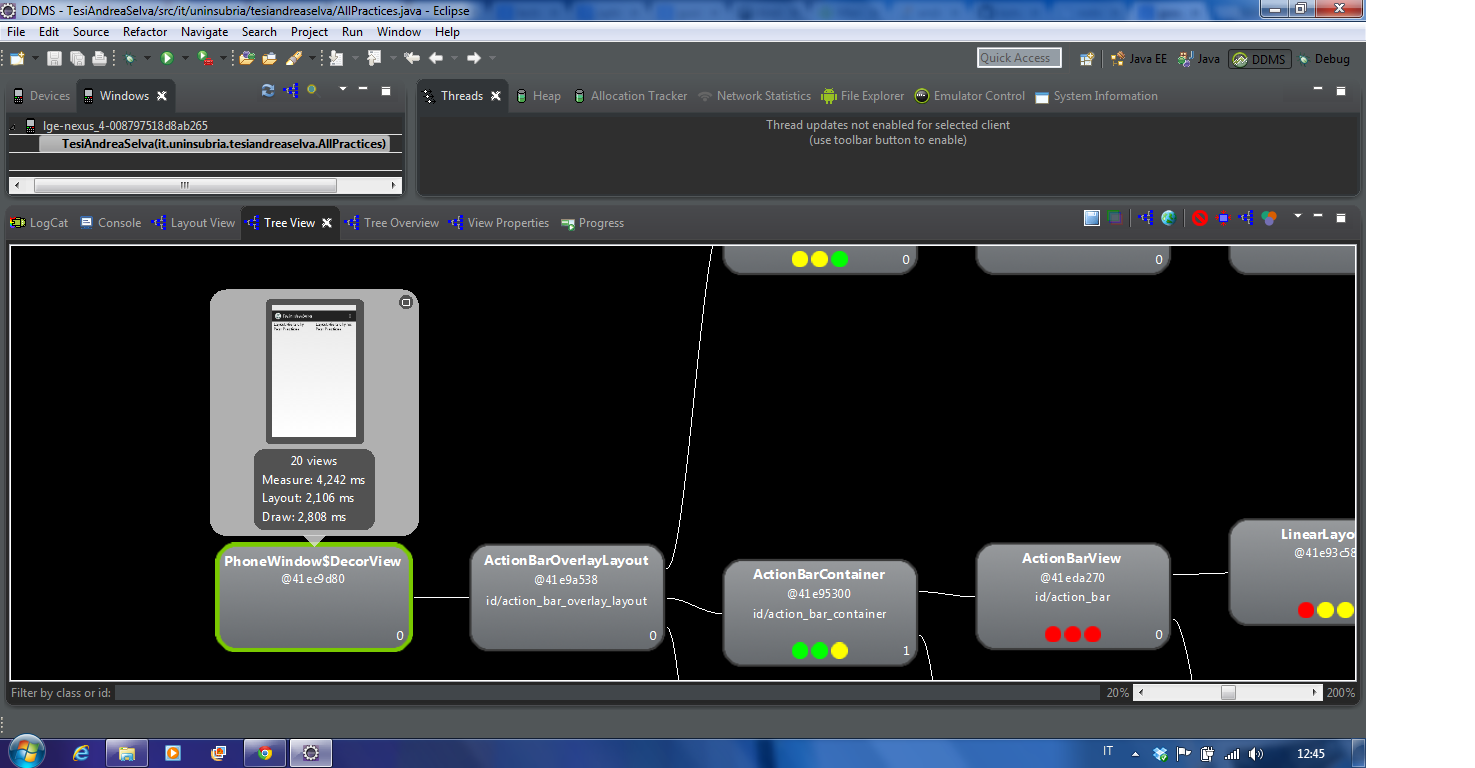 DDMS - TesiAndreaSelva/src/it/uninsubria/tesiandreaselva/AllPractices.java - Eclipse
File Edit Source Refactor Navigate Search Project Run Window Help
Quick Access Java EE Java DDMS Debug
Devices Windows
Threads Heap Allocation Tracker Network Statistics File Explorer Emulator Control System Information
lge-nexus_4-008797518d8ab265
TesiAndreaSelva(it.uninsubria.tesiandreaselva.AllPractices)
Thread updates not enabled for selected client
(use toolbar button to enable)
LogCat Console Layout View Tree View Tree Overview View Properties Progress
0
0
20 views
Measure: 4,242 ms
Layout: 2,106 ms
Draw: 2,808 ms
PhoneWindow$DecorView
@41ec9d80
0
ActionBarOverlayLayout
@41e9a538
id/action_bar_overlay_layout
0
ActionBarContainer
@41e95300
id/action_bar_container
1
ActionBarView
@41eda270
id/action_bar
0
LinearLayo
@41e93c58
Filter by class or id:
20% 200%
IT 12:45